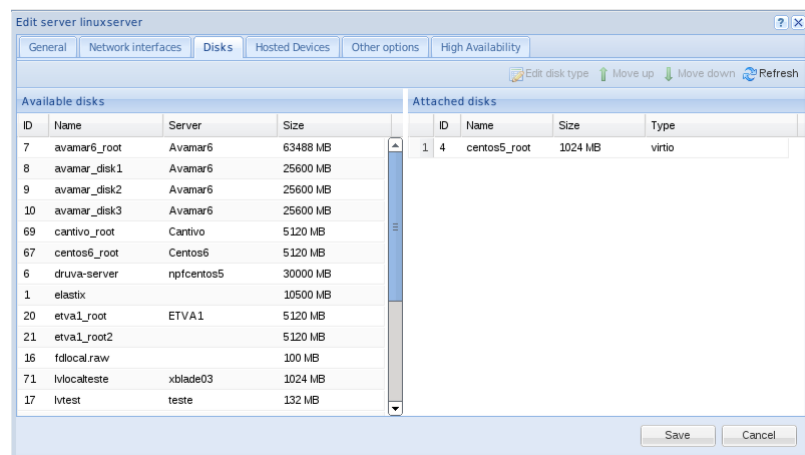 Edit server linuxserver
General Network interfaces Disks Hosted Devices Other options High Availability
Edit disk type Move up Move down Refresh
Available disks
ID Name Server Size
7 avamar6_root Avamar6 63488 MB
8 avamar_disk1 Avamar6 25600 MB
9 avamar_disk2 Avamar6 25600 MB
10 avamar_disk3 Avamar6 25600 MB
69 cantivo_root Cantivo 5120 MB
67 centos6_root Centos6 5120 MB
6 druva-server npfcentos5 30000 MB
1 elastix 10500 MB
20 etva1_root ETVA1 5120 MB
21 etva1_root2 5120 MB
16 fdlocal.raw 100 MB
71 lvlocalteste xblade03 1024 MB
17 lvtest teste 132 MB
Attached disks
ID Name Size Type
1 4 centos5_root 1024 MB virtio
Save Cancel